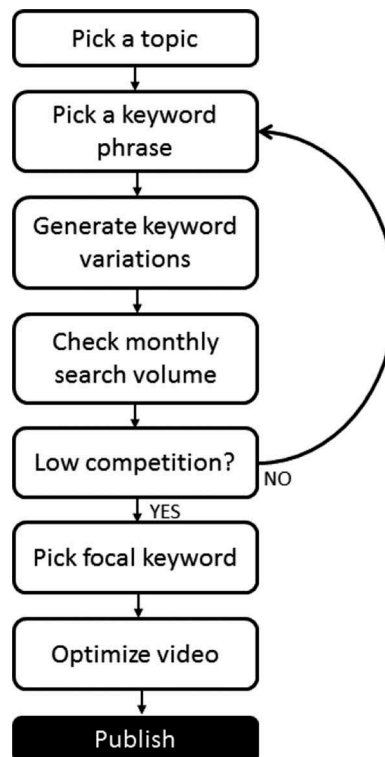 Pick a topic
Pick a keyword
phrase
Generate keyword
variations
Check monthly
search volume
Low competition?
NO
YES
Pick focal keyword
Optimize video
Publish